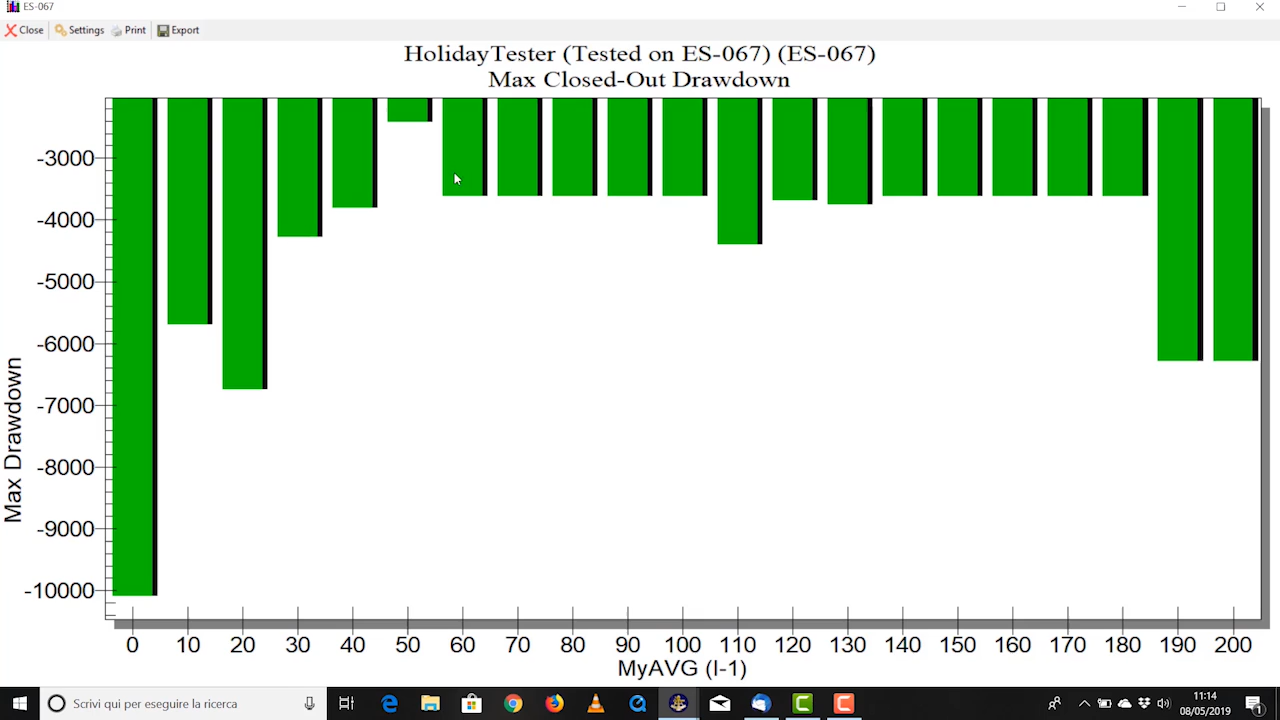 ES-067
Close Settings Print Export
HolidayTester (Tested on ES-067) (ES-067)
Max Closed-Out Drawdown
-3000
-4000
-5000
-6000
-7000
-8000
-9000
-10000
Max Drawdown
0 10 20 30 40 50 60 70 80 90 100 110 120 130 140 150 160 170 180 190 200
MyAVG (I-1)
Scrivi qui per eseguire la ricerca
11:14
08/05/2019
1